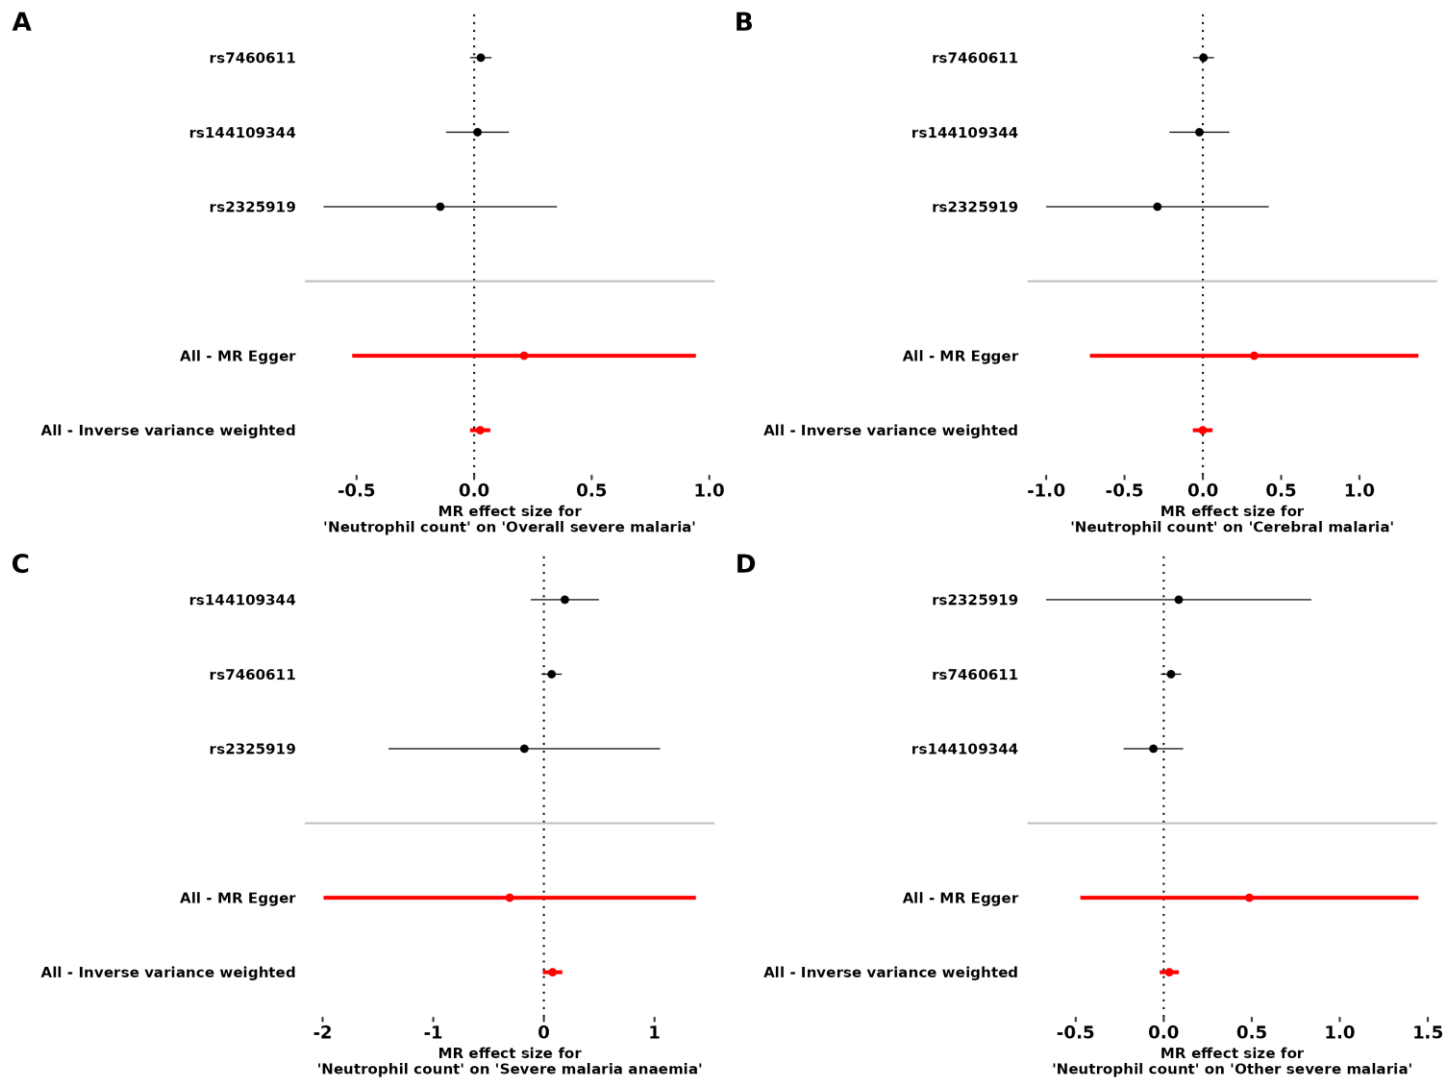 A
rs7460611
rs144109344
rs2325919
All - MR Egger
All - Inverse variance weighted
-0.5 0.0 0.5 1.0
MR effect size for
'Neutrophil count' on 'Overall severe malaria'
B
rs7460611
rs144109344
rs2325919
All - MR Egger
All - Inverse variance weighted
-1.0 -0.5 0.0 0.5 1.0
MR effect size for
'Neutrophil count' on 'Cerebral malaria'
C
rs144109344
rs7460611
rs2325919
All - MR Egger
All - Inverse variance weighted
-2 -1 0 1
MR effect size for
'Neutrophil count' on 'Severe malaria anaemia'
D
rs2325919
rs7460611
rs144109344
All - MR Egger
All - Inverse variance weighted
-0.5 0.0 0.5 1.0 1.5
MR effect size for
'Neutrophil count' on 'Other severe malaria'